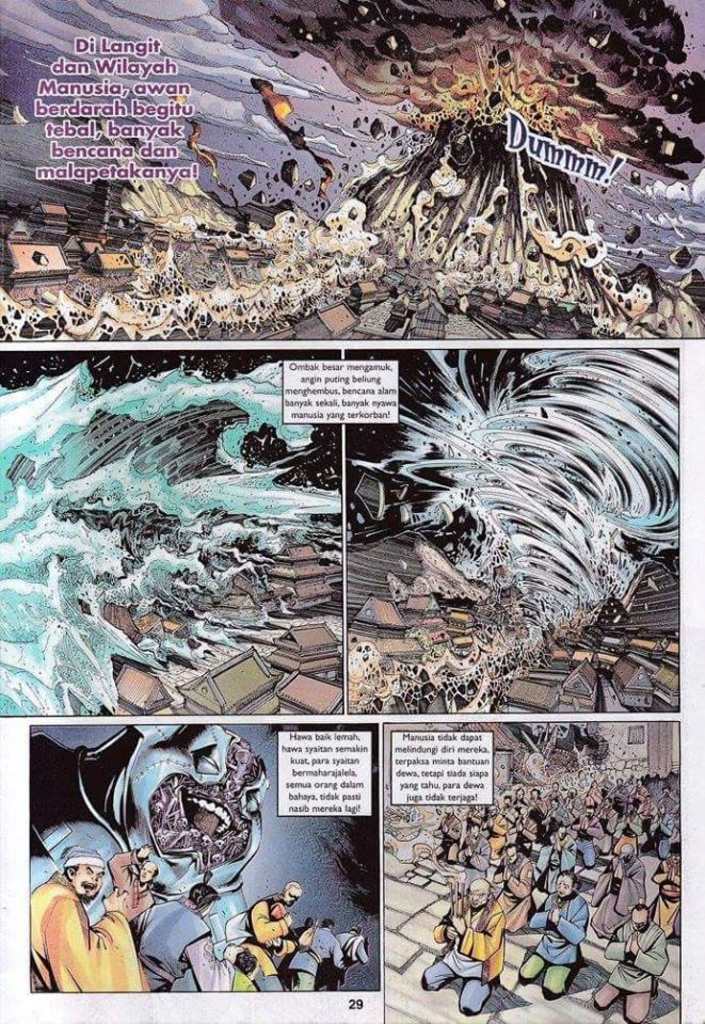 Di Langit
dan Wilayah
Manusia, awan
berdarah begitu
tebal, banyak
bencana dan
malapetakanya!
Dummm!
Ombak besar mengamuk,
angin puting beliung
menghembus, bencana alam
banyak sekali, banyak nyawa
manusia yang terkorban!
Hawa baik lemah,
hawa syaitan semakin
kuat, para syaitan
bermaharajalela,
semua orang dalam
bahaya, tidak pasti
nasib mereka lagi!
Manusia tidak dapat
melindungi diri mereka,
terpaksa minta bantuan
dewa, tetapi tiada siapa
yang tahu, para dewa
juga tidak terjaga!
29